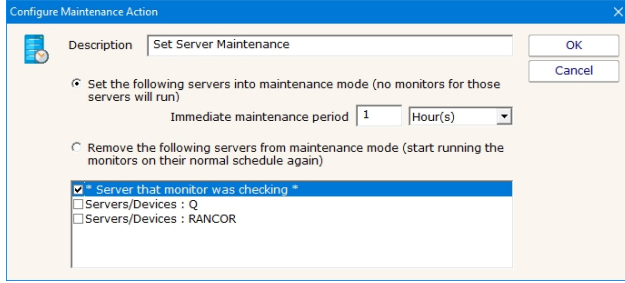 Configure Maintenance Action
Description Set Server Maintenance
OK
Cancel
Set the following servers into maintenance mode (no monitors for those
servers will run)
Immediate maintenance period 1 Hour(s)
Remove the following servers from maintenance mode (start running the
monitors on their normal schedule again)
* Server that monitor was checking *
Servers/Devices : Q
Servers/Devices : RANCOR